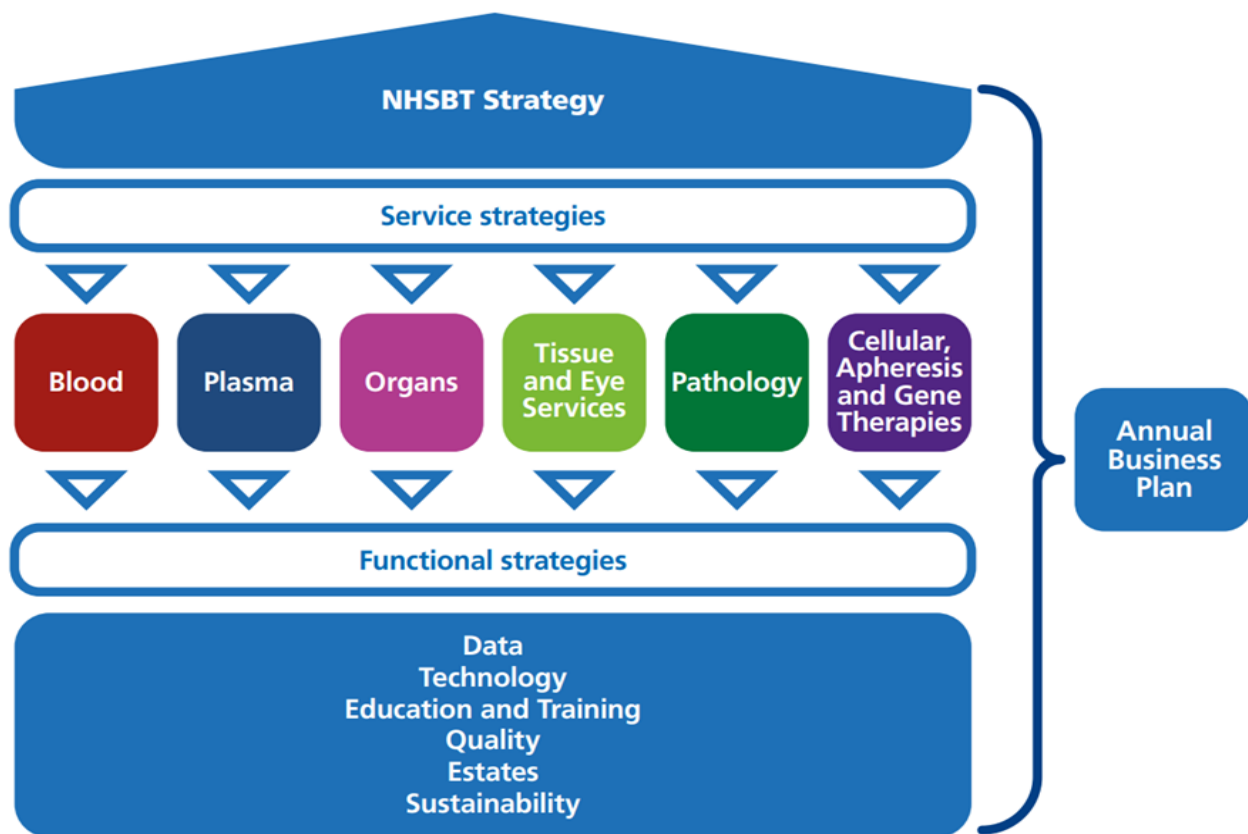 NHSBT Strategy
Service strategies
Blood
Plasma
Organs
Tissue
and Eye
Services
Pathology
Cellular,
Apheresis
and Gene
Therapies
Functional strategies
Data
Technology
Education and Training
Quality
Estates
Sustainability
Annual
Business
Plan